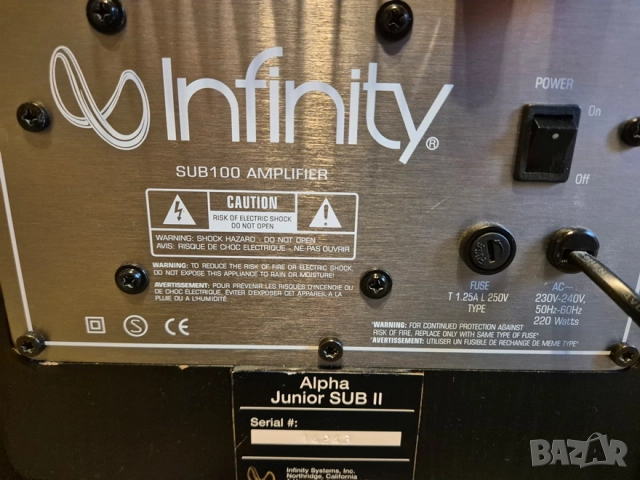 Infinity®
SUB100 AMPLIFIER
POWER
On
Off
CAUTION
RISK OF ELECTRIC SHOCK
DO NOT OPEN
WARNING: SHOCK HAZARD - DO NOT OPEN
AVIS: RISQUE DE CHOC ELECTRIQUE - NE PAS OUVRIR
WARNING: TO REDUCE THE RISK OF FIRE OR ELECTRIC SHOCK,
DO NOT EXPOSE THIS APPLIANCE TO RAIN OR MOISTURE!
AVERTISSEMENT: POUR PRÉVENIR LES RISQUES D'INCENDIE OU
DE CHOC ELECTRIQUE, ÉVITER D'EXPOSER CET APPAREIL A LA
PLUIE OU A L'HUMIDITÉ
S
CE
FUSE
T 1.25A L 250V
TYPE
AC~
230V-240V,
50Hz-60Hz
220 Watts
"WARNING: FOR CONTINUED PROTECTION AGAINST
RISK OF FIRE, REPLACE ONLY WITH SAME TYPE OF FUSE"
"AVERTISSEMENT: UTILISER UN FUSIBLE DE RECHANGE DE MEME TYPE"
Alpha
Junior SUB II
Serial #:
Infinity Systems, Inc.
Northridge, California
BAZAR
bg